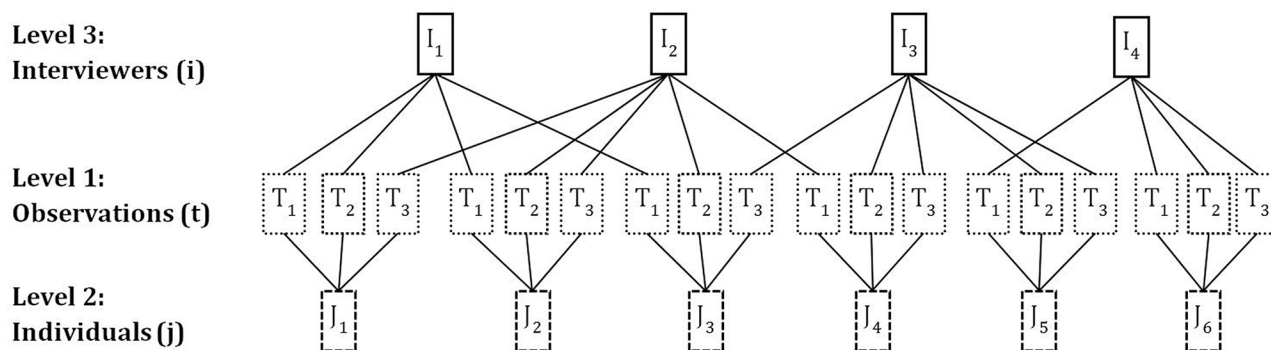 Level 3:
Interviewers (i)
I₁ I₂ I₃ I₄
Level 1:
Observations (t)
T₁ T₂ T₃ T₁ T₂ T₃ T₁ T₂ T₃ T₁ T₂ T₃ T₁ T₂ T₃ T₁ T₂ T₃
Level 2:
Individuals (j)
J₁ J₂ J₃ J₄ J₅ J₆